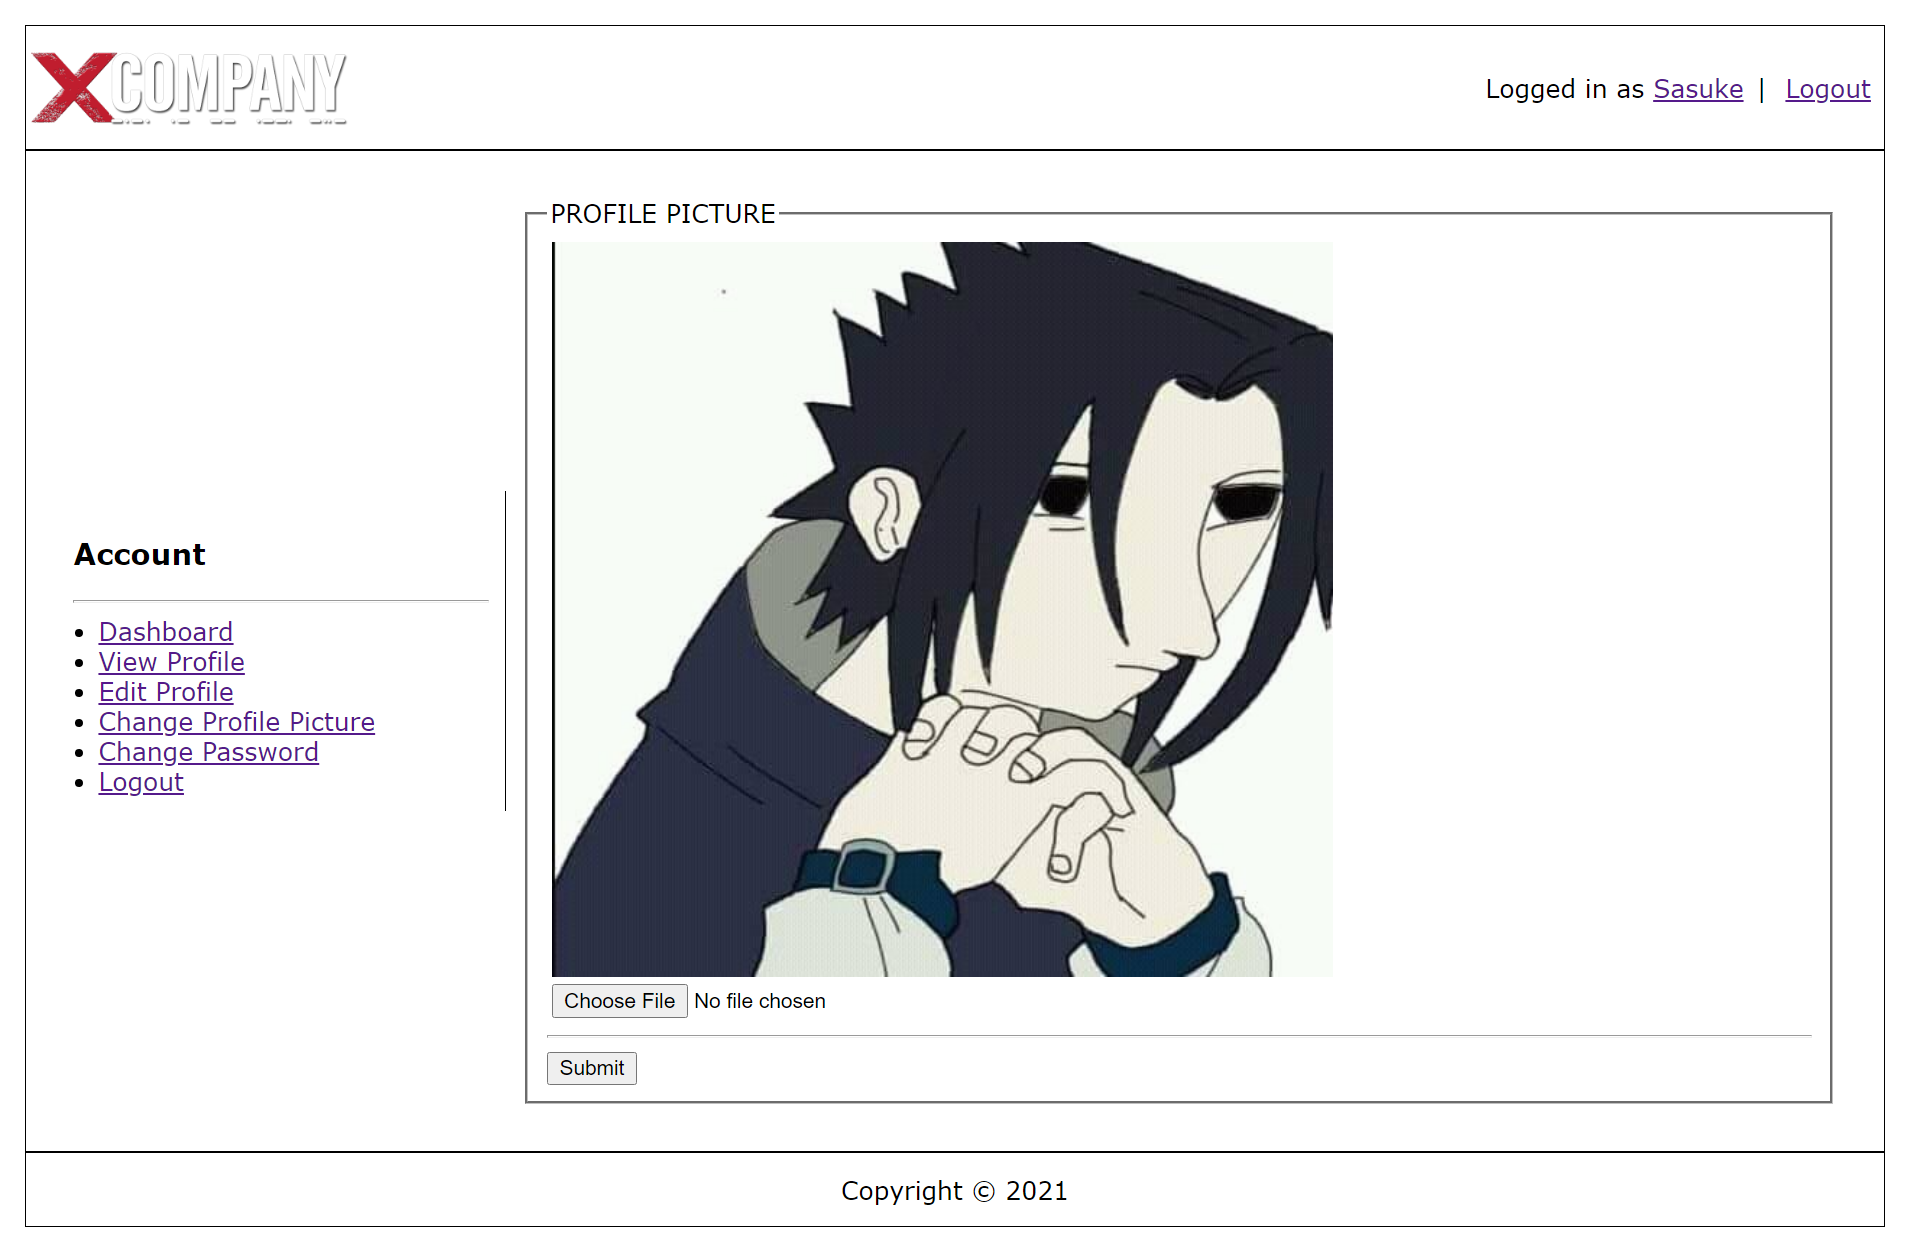 XCOMPANY
Logged in as Sasuke | Logout
PROFILE PICTURE
Account
Dashboard
View Profile
Edit Profile
Change Profile Picture
Change Password
Logout
Choose File No file chosen
Submit
Copyright © 2021